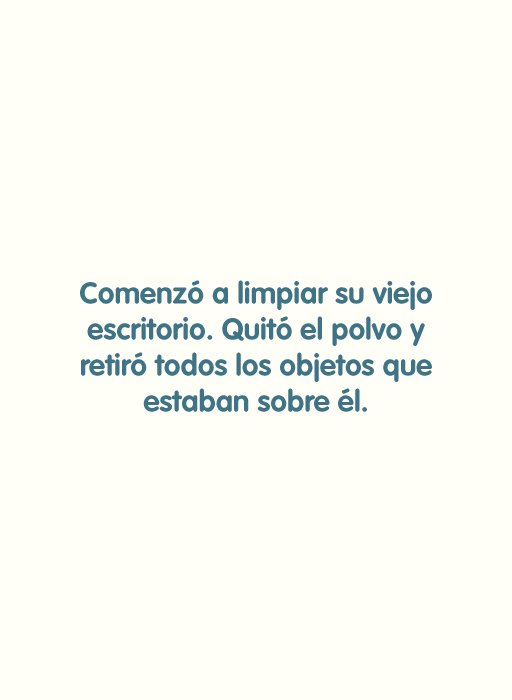 Comenzó a limpiar su viejo
escritorio. Quitó el polvo y
retiró todos los objetos que
estaban sobre él.